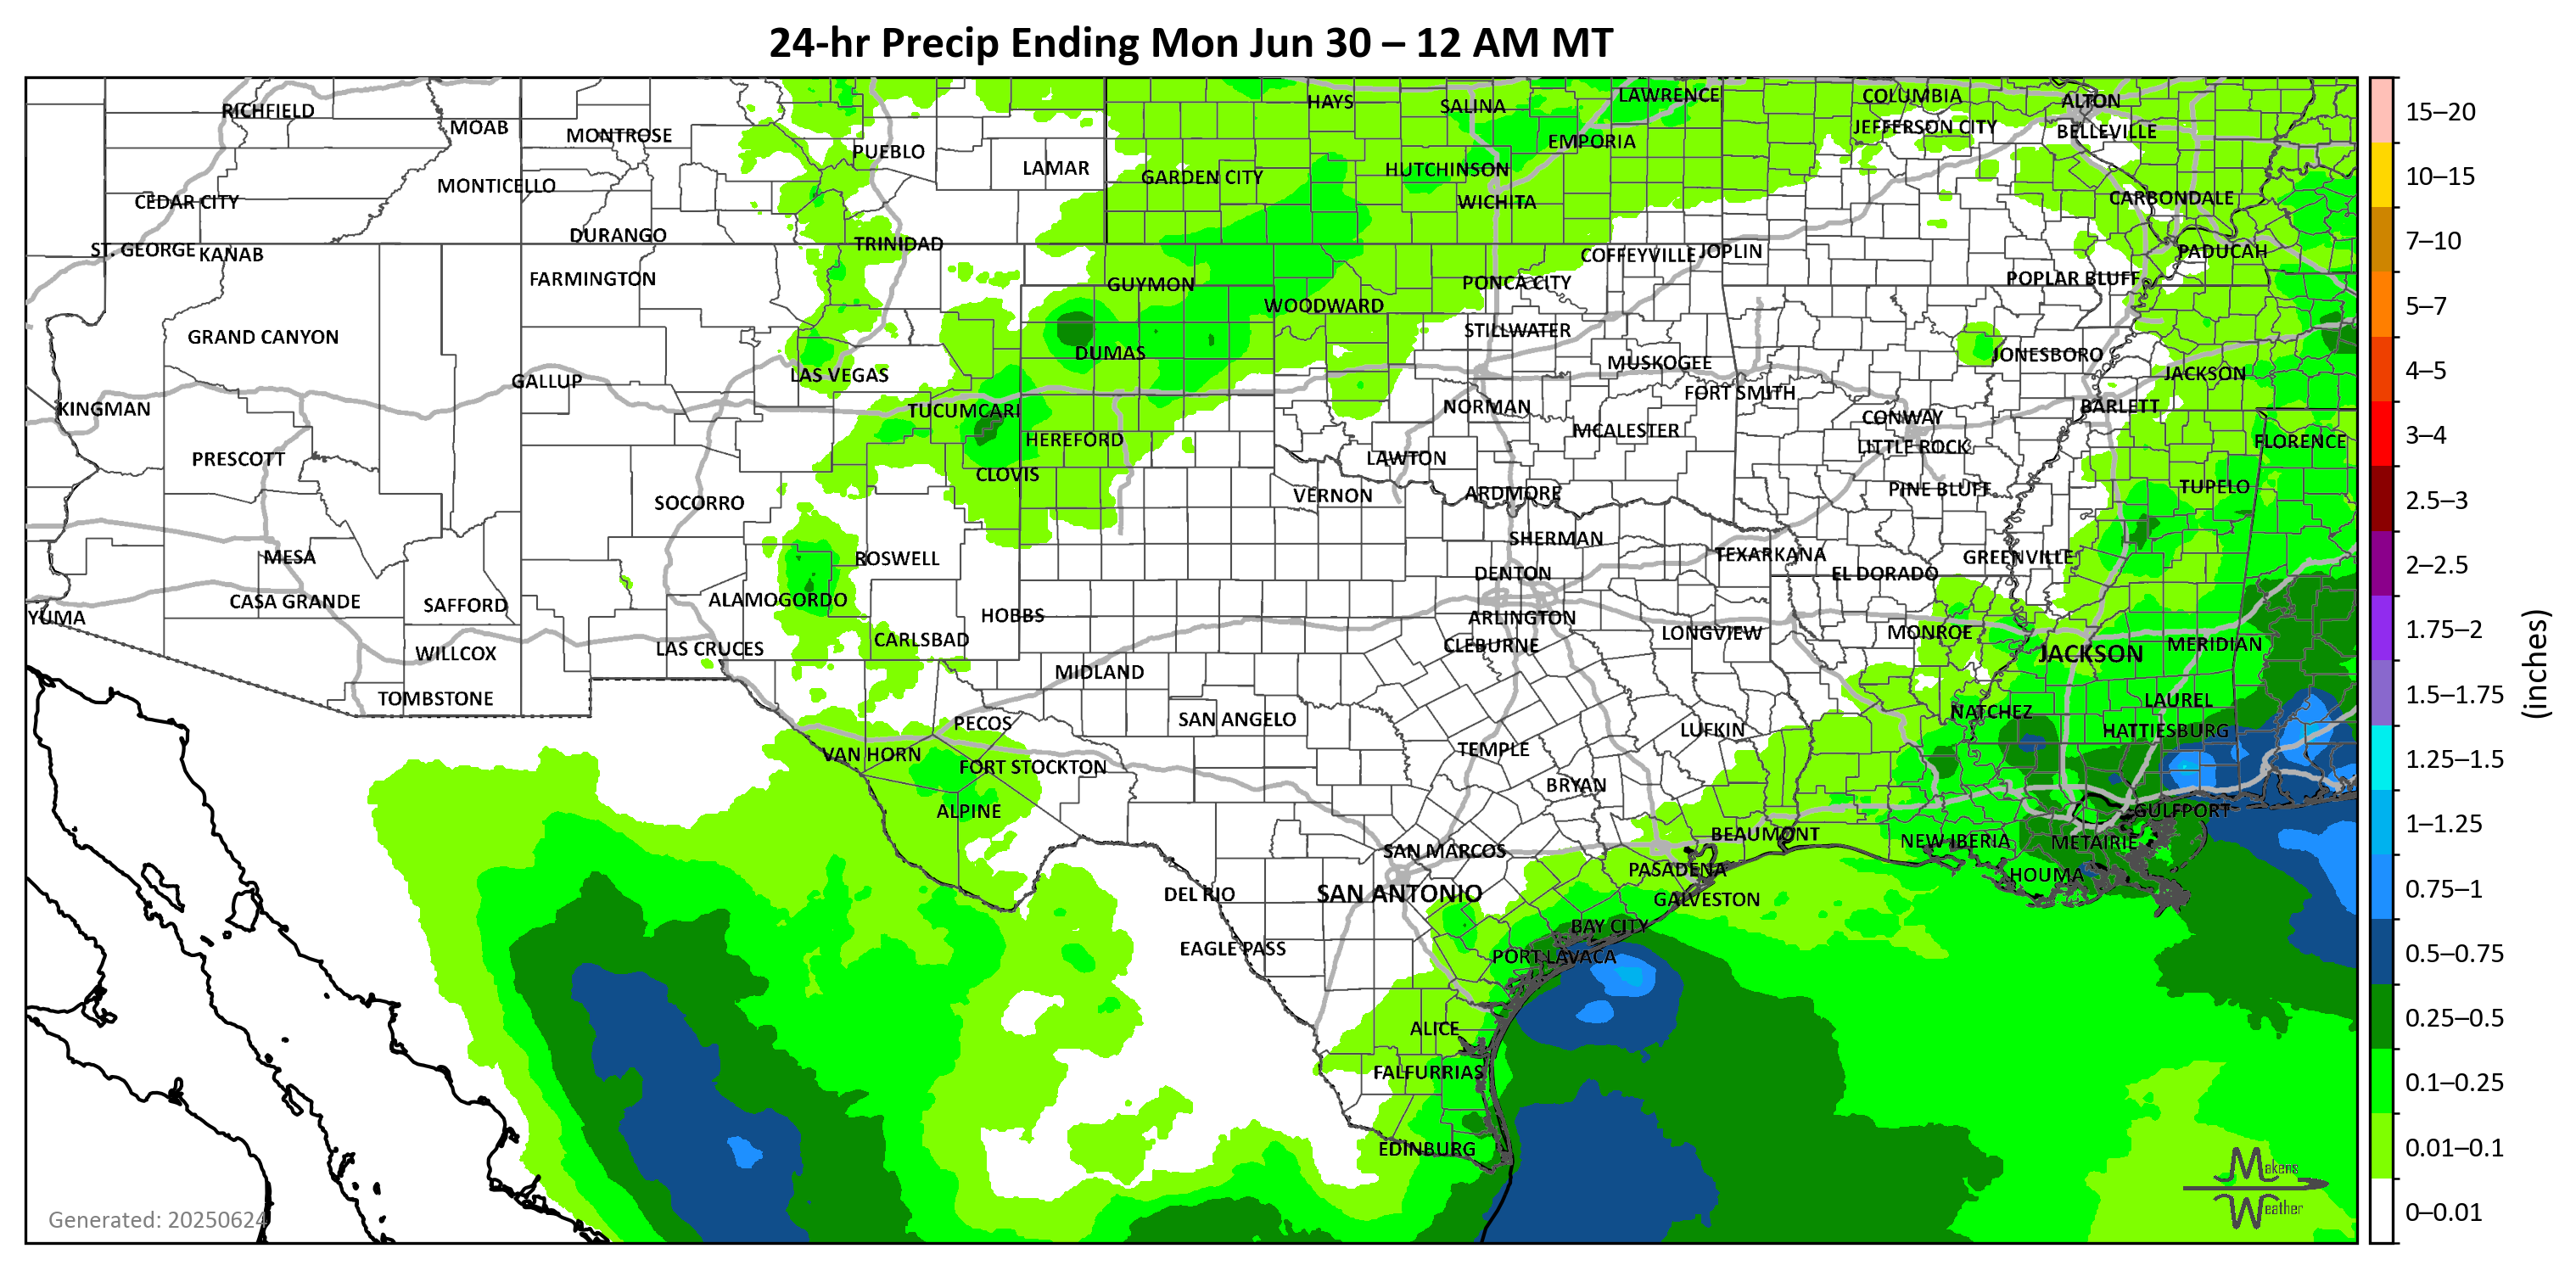 24-hr Precip Ending Mon Jun 30 – 12 AM MT
RICHFIELD
MOAB
MONTROSE
PUEBLO
LAMAR
HAYS
SALINA
LAWRENCE
COLUMBIA
ALTON
EMPORIA
JEFFERSON CITY
BELLEVILLE
MONTICELLO
GARDEN CITY
HUTCHINSON
CEDAR CITY
WICHITA
CARBONDALE
DURANGO
TRINIDAD
ST. GEORGE
KANAB
COFFEYVILLE
JOPLIN
PADUCAH
FARMINGTON
GUYMON
PONCA CITY
POPLAR BLUFF
WOODWARD
GRAND CANYON
STILLWATER
DUMAS
JONESBORO
GALLUP
LAS VEGAS
MUSKOGEE
JACKSON
KINGMAN
TUCUMCARI
NORMAN
FORT SMITH
BARLETT
CONWAY
HEREFORD
MCALESTER
LITTLE ROCK
FLORENCE
PRESCOTT
CLOVIS
LAWTON
SOCORRO
VERNON
ARDMORE
PINE BLUFF
TUPELO
MESA
ROSWELL
SHERMAN
TEXARKANA
GREENVILLE
CASA GRANDE
SAFFORD
ALAMOGORDO
HOBBS
DENTON
EL DORADO
YUMA
ARLINGTON
WILLCOX
LAS CRUCES
CARLSBAD
CLEBURNE
LONGVIEW
MONROE
JACKSON
MERIDIAN
TOMBSTONE
MIDLAND
PECOS
SAN ANGELO
LUFKIN
NATCHEZ
LAUREL
HATTIESBURG
VAN HORN
FORT STOCKTON
TEMPLE
ALPINE
BRYAN
GULFPORT
SAN MARCOS
BEAUMONT
NEW IBERIA
METAIRIE
DEL RIO
SAN ANTONIO
PASADENA
HOUMA
GALVESTON
EAGLE PASS
BAY CITY
PORT LAVACA
ALICE
FALFURRIAS
EDINBURG
Generated: 20250624
Makens
Weather
15–20
10–15
7–10
5–7
4–5
3–4
2.5–3
2–2.5
1.75–2
1.5–1.75
1.25–1.5
1–1.25
0.75–1
0.5–0.75
0.25–0.5
0.1–0.25
0.01–0.1
0–0.01
(inches)